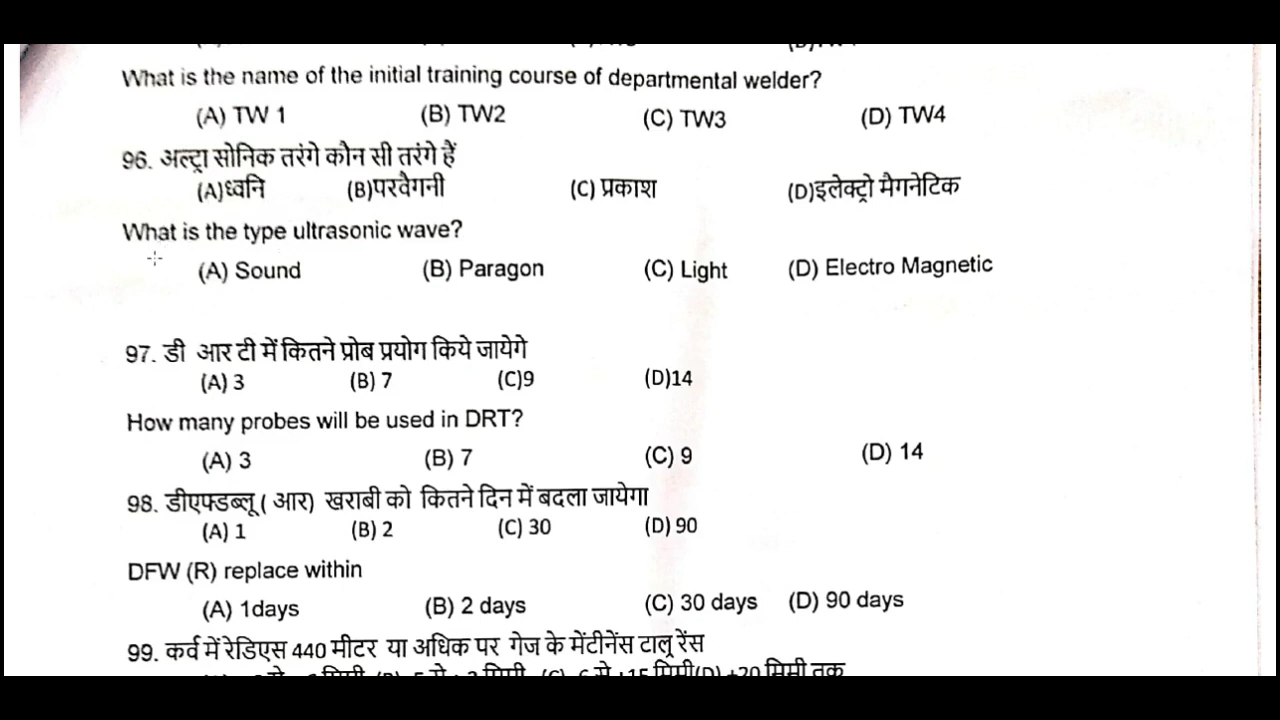 What is the name of the initial training course of departmental welder?
(A) TW 1 (B) TW2 (C) TW3 (D) TW4
96. अल्ट्रा सोनिक तरंगे कौन सी तरंगे हैं
(A)ध्वनि (B)परवैगनी (C) प्रकाश (D)इलेक्ट्रो मैगनेटिक
What is the type ultrasonic wave?
(A) Sound (B) Paragon (C) Light (D) Electro Magnetic
97. डी आर टी में कितने प्रोब प्रयोग किये जायेगे
(A) 3 (B) 7 (C)9 (D)14
How many probes will be used in DRT?
(A) 3 (B) 7 (C) 9 (D) 14
98. डीएफडब्लू ( आर) खराबी को कितने दिन में बदला जायेगा
(A) 1 (B) 2 (C) 30 (D) 90
DFW (R) replace within
(A) 1days (B) 2 days (C) 30 days (D) 90 days
99. कर्व में रेडिएस 440 मीटर या अधिक पर गेज के मेंटीनेंस टालू रेंस